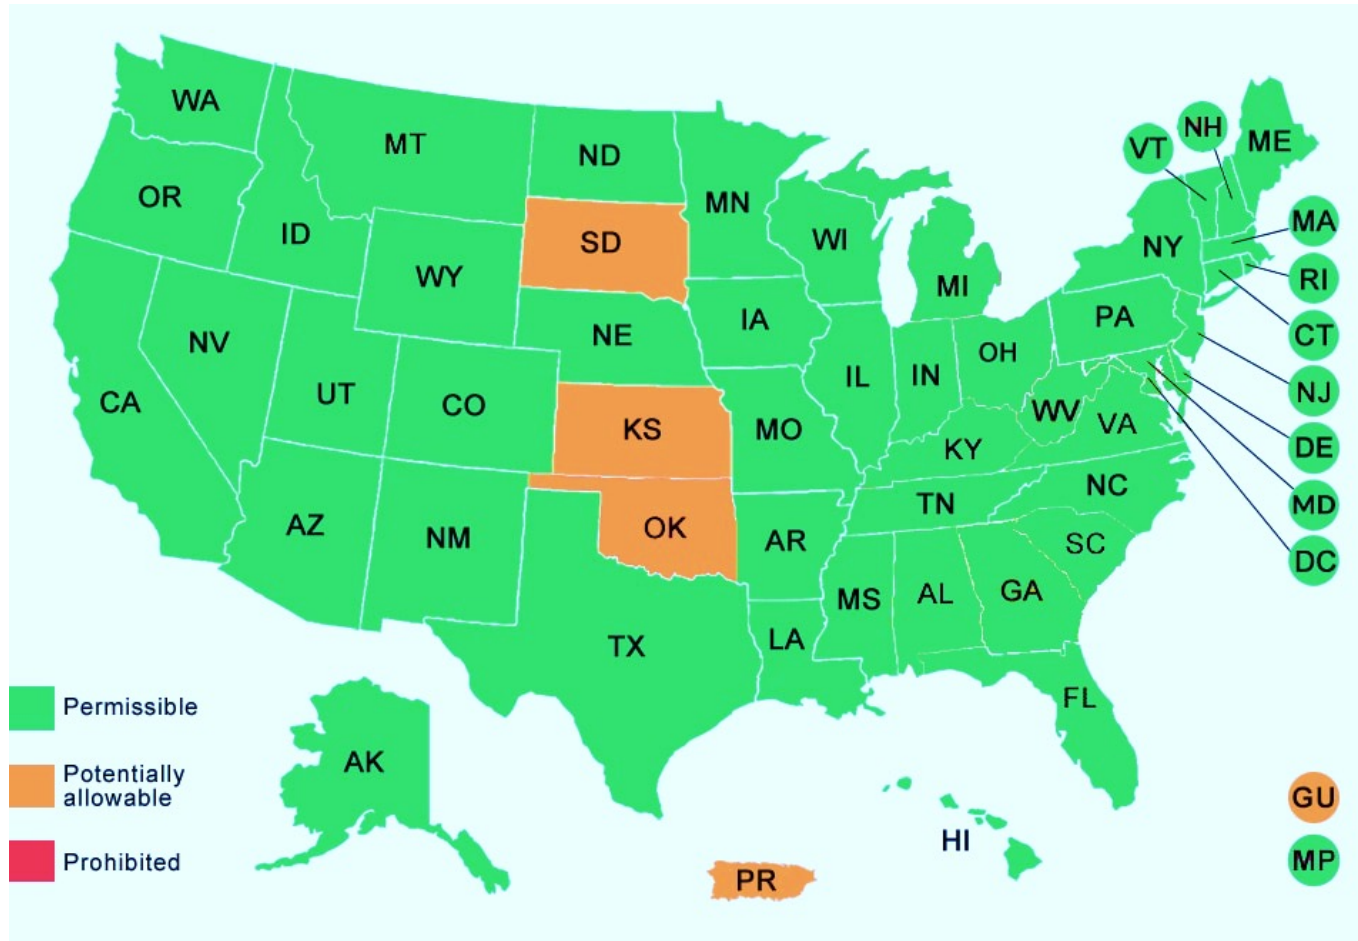 WA
MT
ND
MN
OR
ID
SD
WI
WY
MI
NY
ME
VT
NH
MA
RI
CT
NJ
DE
MD
DC
NV
NE
IA
PA
IL
IN
OH
CA
UT
CO
KS
MO
WV
VA
KY
NC
AZ
NM
OK
AR
TN
SC
MS
AL
GA
TX
LA
FL
Permissible
Potentially
allowable
Prohibited
AK
HI
PR
GU
MP